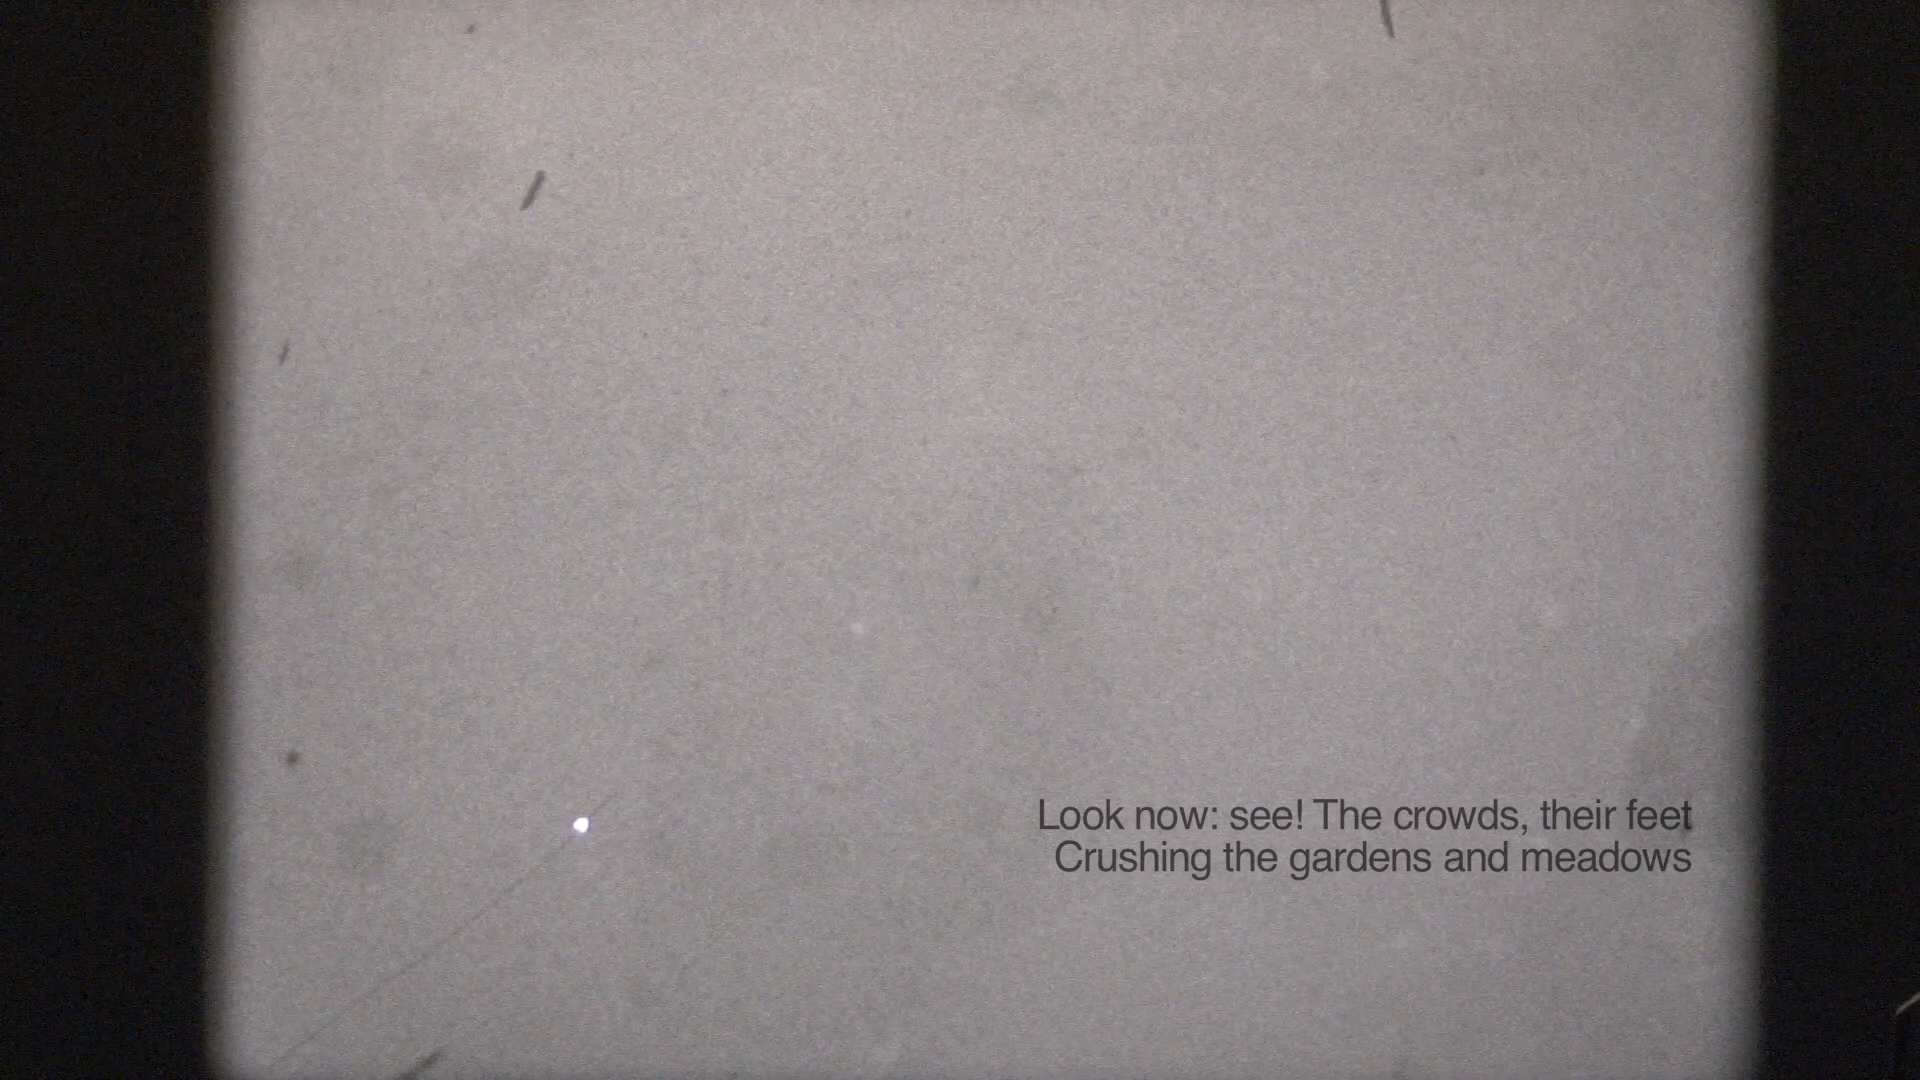 Look now: see! The crowds, their feet
Crushing the gardens and meadows